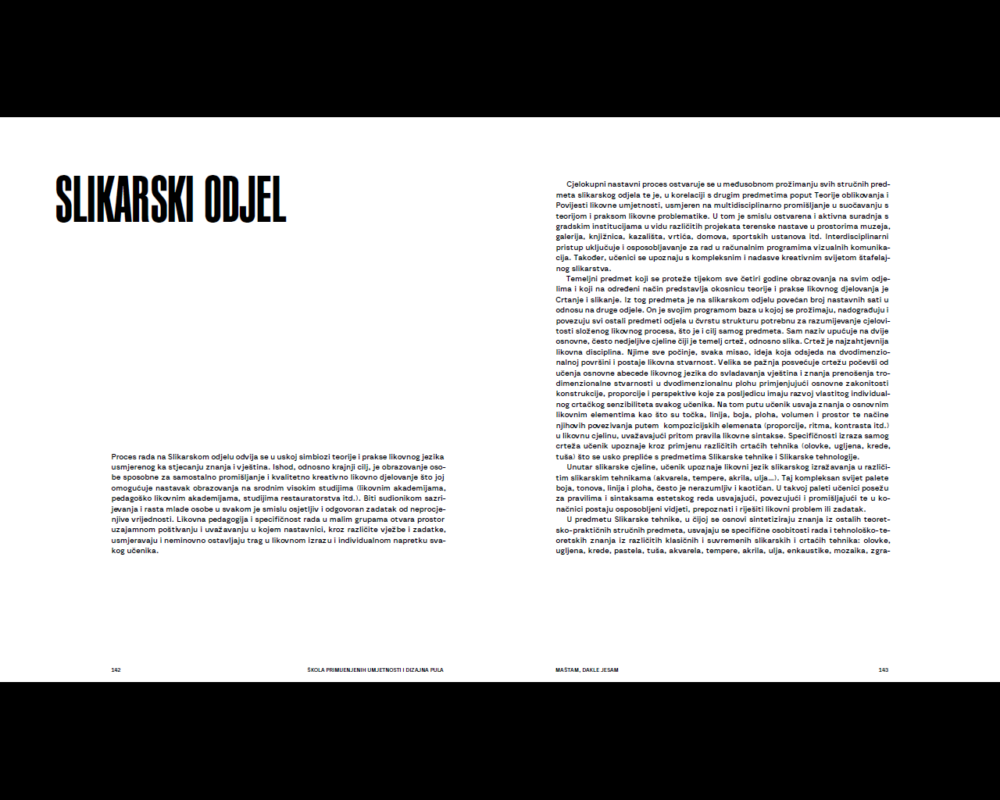 SLIKARSKI ODJEL
Proces rada na Slikarskom odjelu odvija se u uskoj simbiozi teorije i prakse likovnog jezika
usmjerenog ka stjecanju znanja i vještina. Ishod, odnosno krajnji cilj, je obrazovanje oso-
be sposobne za samostalno promišljanje i kvalitetno kreativno likovno djelovanje što joj
omogućuje nastavak obrazovanja na srodnim visokim studijima (likovnim akademijama,
pedagoško likovnim akademijama, studijima restauratorstva itd.). Biti sudionikom sazri-
jevanja i rasta mlade osobe u svakom je smislu osjetljiv i odgovoran zadatak od neprocje-
njive vrijednosti. Likovna pedagogija i specifičnost rada u malim grupama otvara prostor
uzajamnom poštivanju i uvažavanju u kojem nastavnici, kroz različite vježbe i zadatke,
usmjeravaju i neminovno ostavljaju trag u likovnom izrazu i individualnom napretku sva-
kog učenika.
142
ŠKOLA PRIMIJENJENIH UMJETNOSTI I DIZAJNA PULA
Cjelokupni nastavni proces ostvaruje se u međusobnom prožimanju svih stručnih pred-
meta slikarskog odjela te je, u korelaciji s drugim predmetima poput Teorije oblikovanja i
Povijesti likovne umjetnosti, usmjeren na multidisciplinarno promišljanje u suočavanju s
teorijom i praksom likovne problematike. U tom je smislu ostvarena i aktivna suradnja s
gradskim institucijama u vidu različitih projekata terenske nastave u prostorima muzeja,
galerija, knjižnica, kazališta, vrtića, domova, sportskih ustanova itd. Interdisciplinarni
pristup uključuje i osposobljavanje za rad u računalnim programima vizualnih komunika-
cija. Također, učenici se upoznaju s kompleksnim i nadasve kreativnim svijetom štafelaj-
nog slikarstva.
Temeljni predmet koji se proteže tijekom sve četiri godine obrazovanja na svim odje-
lima i koji na određeni način predstavlja okosnicu teorije i prakse likovnog djelovanja je
Crtanje i slikanje. Iz tog predmeta je na slikarskom odjelu povećan broj nastavnih sati u
odnosu na druge odjele. On je svojim programom baza u kojoj se prožimaju, nadograđuju i
povezuju svi ostali predmeti odjela u čvrstu strukturu potrebnu za razumijevanje cjelovi-
tosti složenog likovnog procesa, što je i cilj samog predmeta. Sam naziv upućuje na dvije
osnovne, često nedjeljive cjeline čiji je temelj crtež, odnosno slika. Crtež je najzahtjevnija
likovna disciplina. Njime sve počinje, svaka misao, ideja koja odsjeda na dvodimenzio-
nalnoj površini i postaje likovna stvarnost. Velika se pažnja posvećuje crtežu počevši od
učenja osnovne abecede likovnog jezika do svladavanja vještina i znanja prenošenja tro-
dimenzionalne stvarnosti u dvodimenzionalnu plohu primjenjujući osnovne zakonitosti
konstrukcije, proporcije i perspektive koje za posljedicu imaju razvoj vlastitog individual-
nog crtačkog senzibiliteta svakog učenika. Na tom putu učenik usvaja znanja o osnovnim
likovnim elementima kao što su točka, linija, boja, ploha, volumen i prostor te načine
njihovih povezivanja putem kompozicijskih elemenata (proporcije, ritma, kontrasta itd.)
u likovnu cjelinu, uvažavajući pritom pravila likovne sintakse. Specifičnosti izraza samog
crteža učenik upoznaje kroz primjenu različitih crtaćih tehnika (olovke, ugljena, krede,
tuša) što se usko prepliće s predmetima Slikarske tehnike i Slikarske tehnologije.
Unutar slikarske cjeline, učenik upoznaje likovni jezik slikarskog izražavanja u različi-
tim slikarskim tehnikama (akvarela, tempere, akrila, ulja...). Taj kompleksan svijet palete
boja, tonova, linija i ploha, često je nerazumljiv i kaotičan. U takvoj paleti učenici posežu
za pravilima i sintaksama estetskog reda usvajajući, povezujući i promišljajući te u ko-
načnici postaju osposobljeni vidjeti, prepoznati i riješiti likovni problem ili zadatak.
U predmetu Slikarske tehnike, u čijoj se osnovi sintetiziraju znanja iz ostalih teoret-
sko-praktičnih stručnih predmeta, usvajaju se specifične osobitosti rada i tehnološko-te-
oretskih znanja iz različitih klasičnih i suvremenih slikarskih i crtaćih tehnika: olovke,
ugljena, krede, pastela, tuša, akvarela, tempere, akrila, ulja, enkaustike, mozaika, zgra-
MAŠTAM, DAKLE JESAM
143